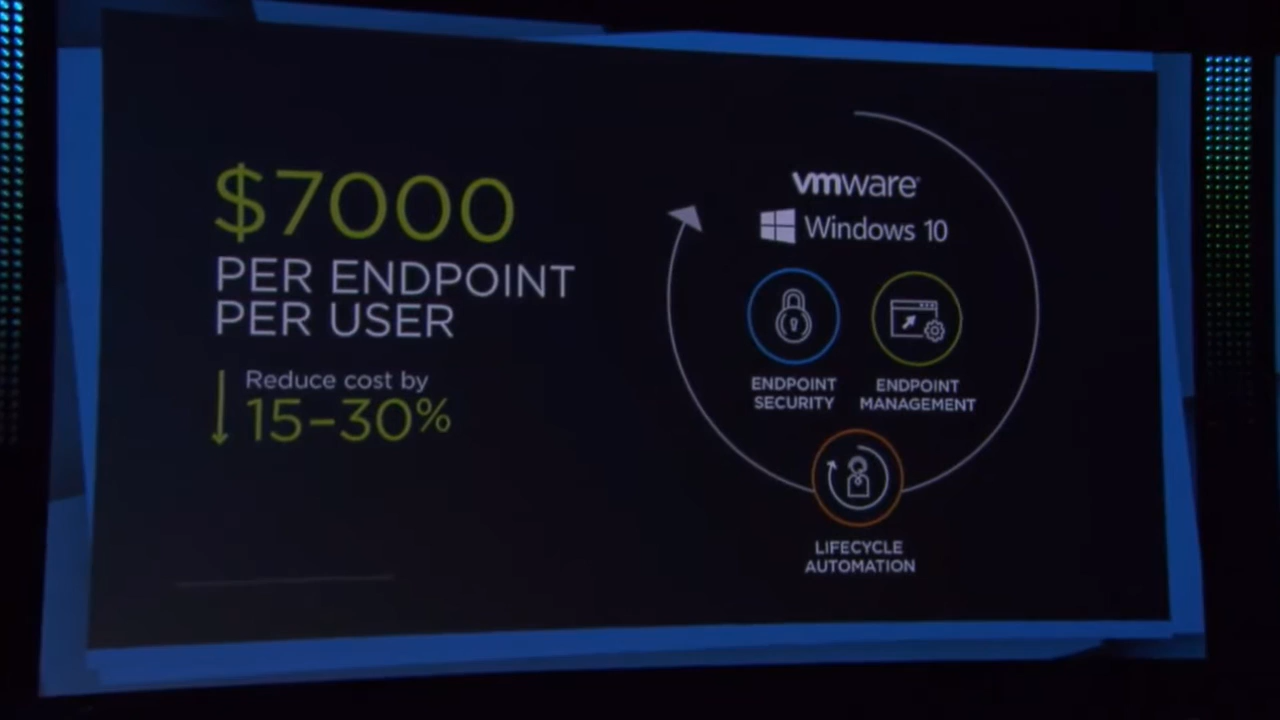 $7000
PER ENDPOINT
PER USER
Reduce cost by
15–30%
vmware®
Windows 10
ENDPOINT
SECURITY
ENDPOINT
MANAGEMENT
LIFECYCLE
AUTOMATION